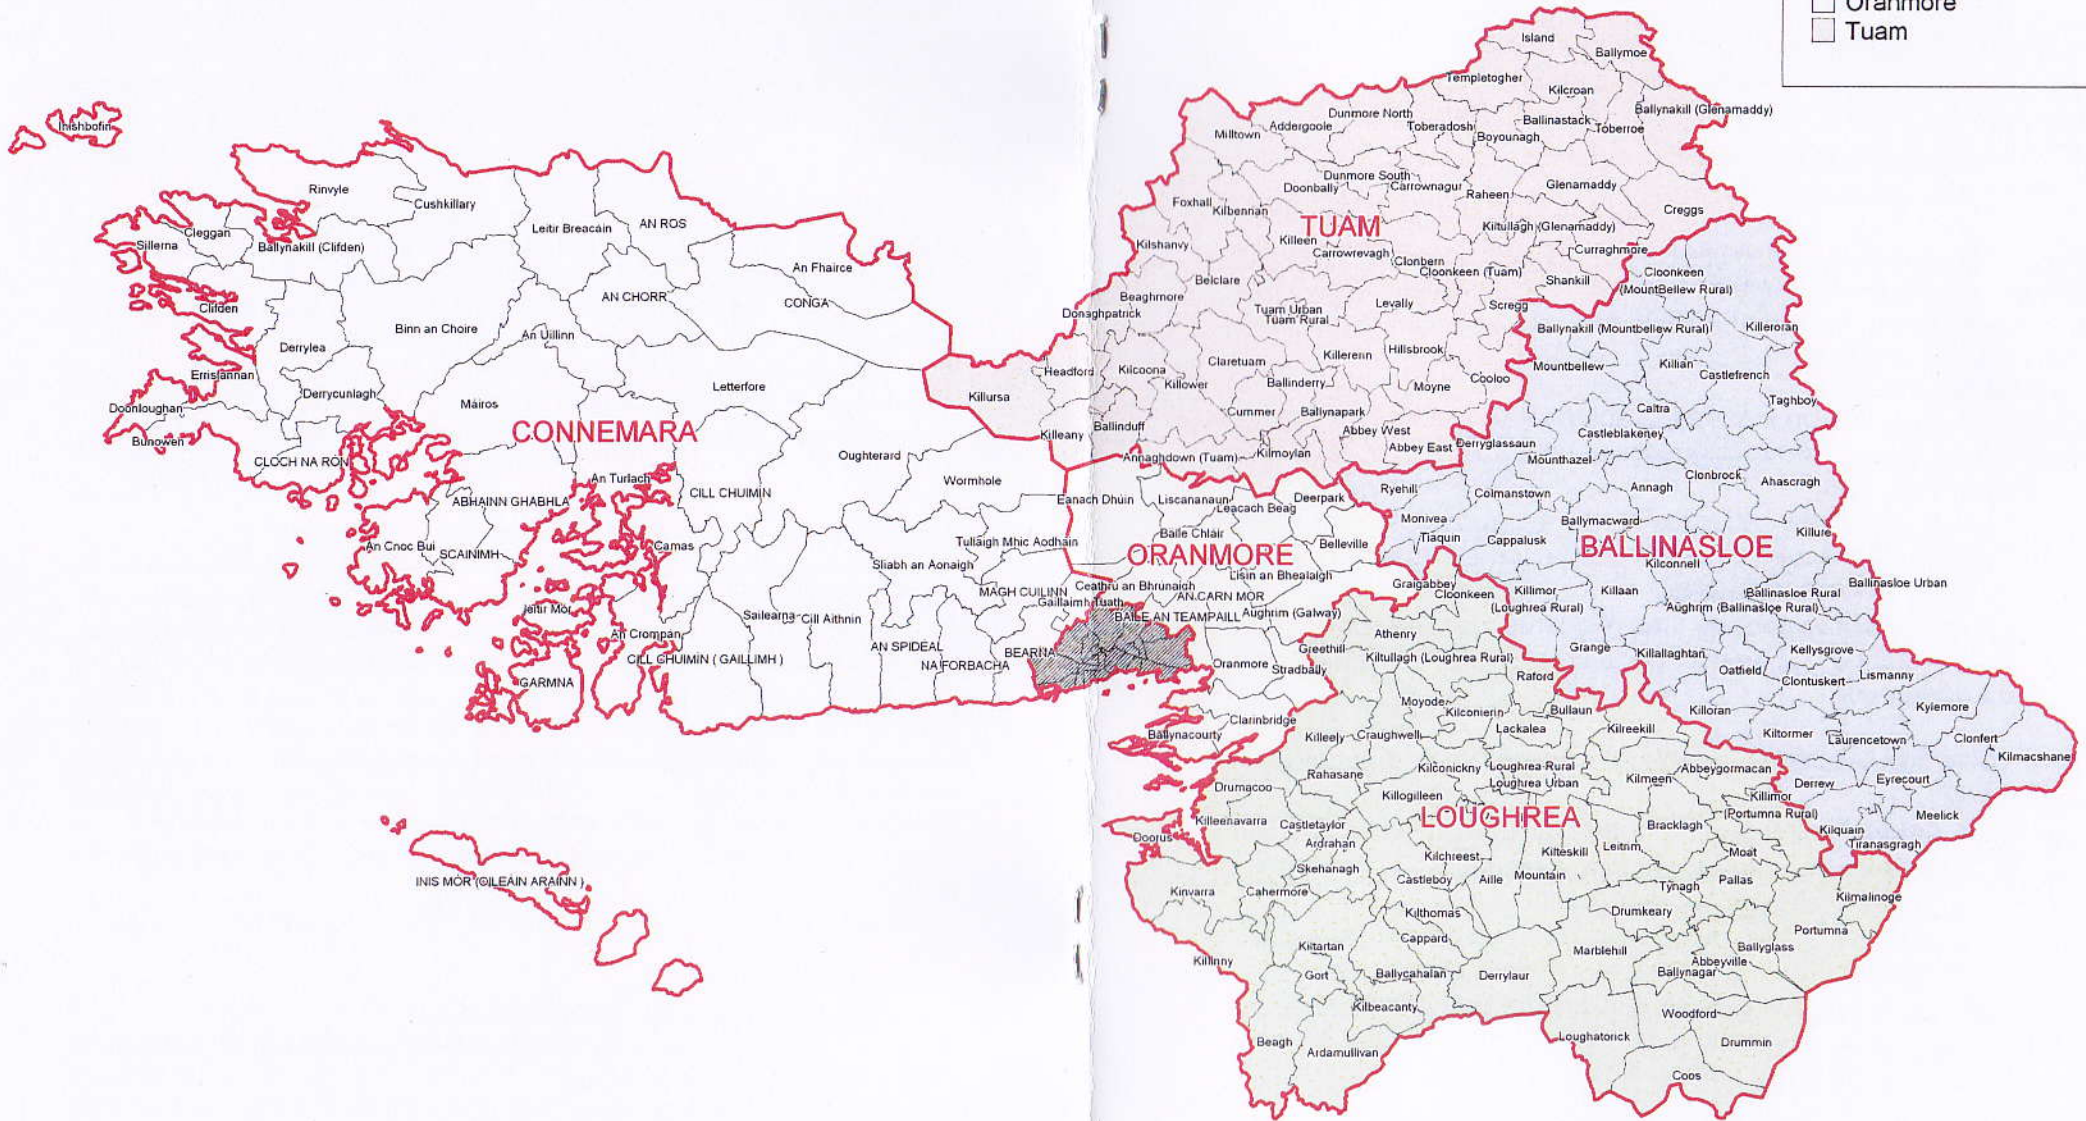 Oranmore
Tuam
Island
Ballymoe
Templetogher
Kilcroan
Ballynakill (Glenamaddy)
Dunmore North
Ballinastack
Toberroe
Milltown
Addergoole
Toberadosh
Boyounagh
Inishbofin
Rinvyle
Cushkillary
Dunmore South
Doonbally
Carrownagur
Raheen
Glenamaddy
Foxhall
Kilbennan
Creggs
TUAM
Leitir Breacáin
AN ROS
Kiltullagh (Glenamaddy)
Cleggan
Sillerna
Ballynakill (Clifden)
Kilshanvy
Killeen
Carrowrevagh
Clonbern
Curraghmore
An Fhairce
Cloonkeen (Tuam)
Cloonkeen
(MountBellew Rural)
Belclare
Shankill
AN CHORR
CONGA
Beaghmore
Levally
Scregg
Clifden
Donaghpatrick
Tuam Urban
Tuam Rural
Binn an Choire
An Uillinn
Ballynakill (Mountbellew Rural)
Killeroran
Derrylea
Killererin
Hillsbrook
Claretuam
Mountbellew
Killian
Castlefrench
Errislannan
Headford
Kilcoona
Killower
Ballinderry
Moyne
Cooloo
Letterfore
Derrycunlagh
Killursa
Taghboy
Doonloughan
Máiros
Cummer
Ballynapark
Caltra
Bunowen
CONNEMARA
Ballinduff
Killeany
Abbey West
Abbey East
Derryglassaun
Castleblakeney
CLOCH NA RÓN
Oughterard
Annaghdown (Tuam)
Kilmoylan
Mounthazel
An Turlach
Wormhole
Clonbrock
Ahascragh
CILL CHUIMÍN
Ryehill
Colmanstown
Annagh
ABHAINN GHABHLA
Eanach Dhúin
Liscananaun
Leacach Beag
Deerpark
Monivea
Ballymacward
Killure
An Cnoc Buí
SCAINIMH
Camas
Tullaigh Mhic Aodháin
Baile Chláir
Belleville
Tiaquin
Cappalusk
ORANMORE
BALLINASLOE
Sliabh an Aonaigh
Lisín an Bhealaigh
Kilconnell
MAGH CUILINN
Ceathrú an Bhrúnaigh
AN CARN MÓR
Graigabbey
Cloonkeen
Killimor
(Loughrea Rural)
Killaan
Ballinasloe Rural
Ballinasloe Urban
Gaillaimh Tuath
Leitir Mór
Aughrim (Ballinasloe Rural)
Sailearna
Cill Aithnín
BAILE AN TEAMPAILL
Aughrim (Galway)
An Crompán
AN SPIDÉAL
Athenry
BEARNA
Greethill
Grange
Killallaghtan
Kellysgrove
CILL CHUIMÍN ( GAILLIMH )
NA FORBACHA
Oranmore
Stradbally
Kiltullagh (Loughrea Rural)
Raford
Oatfield
Clontuskert
Lismanny
GARMNA
Moyode
Kilconierin
Bullaun
Killoran
Kylemore
Clarinbridge
Ballynacourty
Killeely
Craughwell
Lackalea
Kilreekill
Kiltormer
Laurencetown
Clonfert
Kilmacshane
Rahasane
Kilconickny
Loughrea Rural
Loughrea Urban
Kilmeen
Abbeygormacan
Derrew
Eyrecourt
Drumacoo
Killogilleen
Killimor
(Portumna Rural)
Meelick
Killeenavarra
Castletaylor
LOUGHREA
Bracklagh
Kilquain
Tiranasgragh
Doorus
Ardrahan
Kilchreest
Kilteskill
Leitrim
Moat
Skehanagh
Castleboy
Aille
Mountain
Tynagh
Pallas
INIS MÓR (OILEÁIN ÁRAINN )
Kinvarra
Cahermore
Kilmalinoge
Kilthomas
Drumkeary
Portumna
Kiltartan
Cappard
Marblehill
Ballyglass
Killinny
Gort
Ballycahalan
Derrylaur
Abbeyville
Ballynagar
Kilbeacanty
Woodford
Beagh
Ardamullivan
Loughatorick
Drummin
Coos